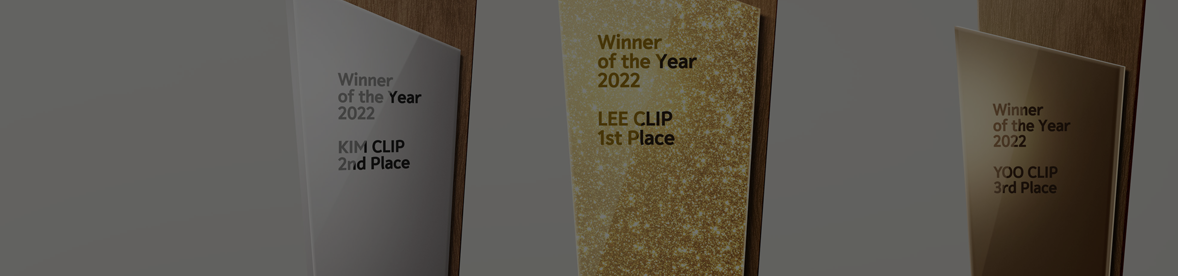 Winner
of the Year
2022
KIM CLIP
2nd Place
Winner
of the Year
2022
LEE CLIP
1st Place
Winner
of the Year
2022
YOO CLIP
3rd Place